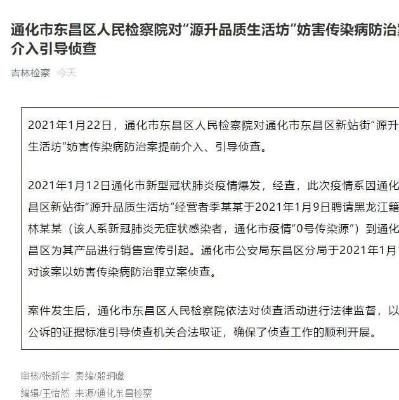 通化市东昌区人民检察院对“源升品质生活坊”妨害传染病防治
介入引导侦查
吉林检察 今天
2021年1月22日，通化市东昌区人民检察院对通化市东昌区新站街“源升
生活坊”妨害传染病防治案提前介入、引导侦查。
2021年1月12日通化市新型冠状肺炎疫情爆发，经查，此次疫情系因通化
昌区新站街“源升品质生活坊”经营者季某某于2021年1月9日聘请黑龙江籍
林某某（该人系新冠肺炎无症状感染者，通化市疫情“0号传染源”）到通化
昌区为其产品进行销售宣传引起。通化市公安局东昌区分局于2021年1月
对该案以妨害传染病防治罪立案侦查。
案件发生后，通化市东昌区人民检察院依法对侦查活动进行法律监督，以
公诉的证据标准引导侦查机关合法取证，确保了侦查工作的顺利开展。
审核/张新宇 责编/殷玥
编辑/王怡然 来源/通化东昌检察